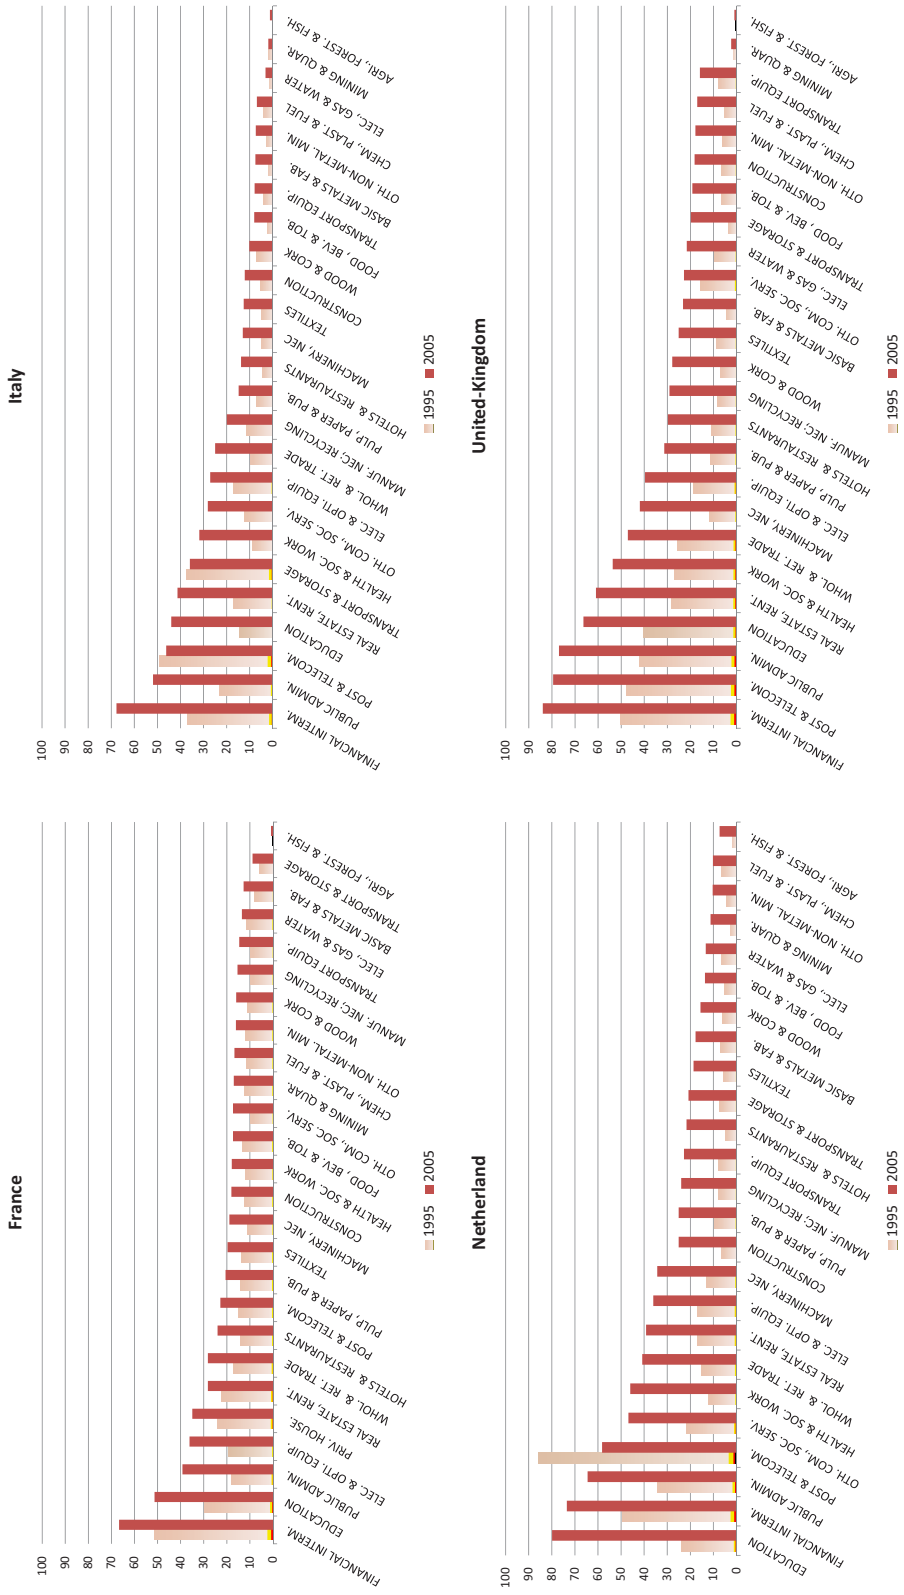 France
100
90
80
70
60
50
40
30
20
10
0
FINANCIAL INTERM.
EDUCATION
PUBLIC ADMIN.
ELEC. & OPTI. EQUIP.
PRIV. HOUSE.
REAL ESTATE, RENT.
WHOL. & RET. TRADE
HOTELS & RESTAURANTS
POST & TELECOM.
PULP, PAPER & PUB.
TEXTILES
MACHINERY, NEC
CONSTRUCTION
HEALTH & SOC. WORK
FOOD , BEV. & TOB.
OTH. COM., SOC. SERV.
MINING & QUAR.
CHEM., PLAST. & FUEL
OTH. NON-METAL. MIN.
WOOD & CORK
MANUF. NEC; RECYCLING
TRANSPORT EQUIP.
ELEC., GAS & WATER
BASIC METALS & FAB.
TRANSPORT & STORAGE
AGRI., FOREST. & FISH.
1995 2005
Italy
100
90
80
70
60
50
40
30
20
10
0
FINANCIAL INTERM.
PUBLIC ADMIN.
POST & TELECOM.
EDUCATION
REAL ESTATE, RENT.
TRANSPORT & STORAGE
HEALTH & SOC. WORK
OTH. COM., SOC. SERV.
ELEC. & OPTI. EQUIP.
WHOL. & RET. TRADE
MANUF. NEC; RECYCLING
PULP, PAPER & PUB.
HOTELS & RESTAURANTS
MACHINERY, NEC
TEXTILES
CONSTRUCTION
WOOD & CORK
FOOD , BEV. & TOB.
TRANSPORT EQUIP.
BASIC METALS & FAB.
OTH. NON-METAL. MIN.
CHEM., PLAST. & FUEL
ELEC., GAS & WATER
MINING & QUAR.
AGRI., FOREST. & FISH.
1995 2005
Netherland
100
90
80
70
60
50
40
30
20
10
0
EDUCATION
FINANCIAL INTERM.
PUBLIC ADMIN.
POST & TELECOM.
OTH. COM., SOC. SERV.
HEALTH & SOC. WORK
WHOL. & RET. TRADE
REAL ESTATE, RENT.
ELEC. & OPTI. EQUIP.
MACHINERY, NEC
CONSTRUCTION
PULP, PAPER & PUB.
MANUF. NEC; RECYCLING
TRANSPORT EQUIP.
HOTELS & RESTAURANTS
TRANSPORT & STORAGE
TEXTILES
BASIC METALS & FAB.
WOOD & CORK
FOOD , BEV. & TOB.
ELEC., GAS & WATER
MINING & QUAR.
OTH. NON-METAL. MIN.
CHEM., PLAST. & FUEL
AGRI., FOREST. & FISH.
1995 2005
United-Kingdom
100
90
80
70
60
50
40
30
20
10
0
FINANCIAL INTERM.
POST & TELECOM.
PUBLIC ADMIN.
EDUCATION
REAL ESTATE, RENT.
HEALTH & SOC. WORK
WHOL. & RET. TRADE
MACHINERY, NEC
ELEC. & OPTI. EQUIP.
PULP, PAPER & PUB.
HOTELS & RESTAURANTS
MANUF. NEC; RECYCLING
WOOD & CORK
TEXTILES
BASIC METALS & FAB.
OTH. COM., SOC. SERV.
ELEC., GAS & WATER
TRANSPORT & STORAGE
FOOD , BEV. & TOB.
CONSTRUCTION
OTH. NON-METAL. MIN.
CHEM., PLAST. & FUEL
TRANSPORT EQUIP.
MINING & QUAR.
AGRI., FOREST. & FISH.
1995 2005